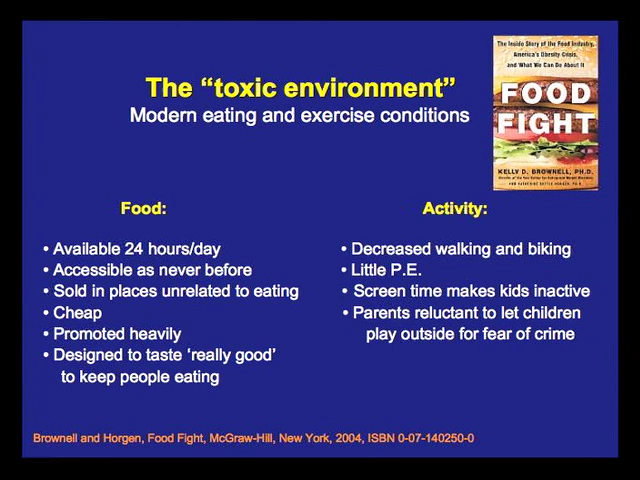 The “toxic environment”
Modern eating and exercise conditions
The Inside Story of the Food Industry,
America's Obesity Crisis,
and What We Can Do About It
FOOD
FIGHT
KELLY D. BROWNELL, PH.D.
Food:
• Available 24 hours/day
• Accessible as never before
• Sold in places unrelated to eating
• Cheap
• Promoted heavily
• Designed to taste ‘really good’
to keep people eating
Activity:
• Decreased walking and biking
• Little P.E.
• Screen time makes kids inactive
• Parents reluctant to let children
play outside for fear of crime
Brownell and Horgen, Food Fight, McGraw-Hill, New York, 2004, ISBN 0-07-140250-0